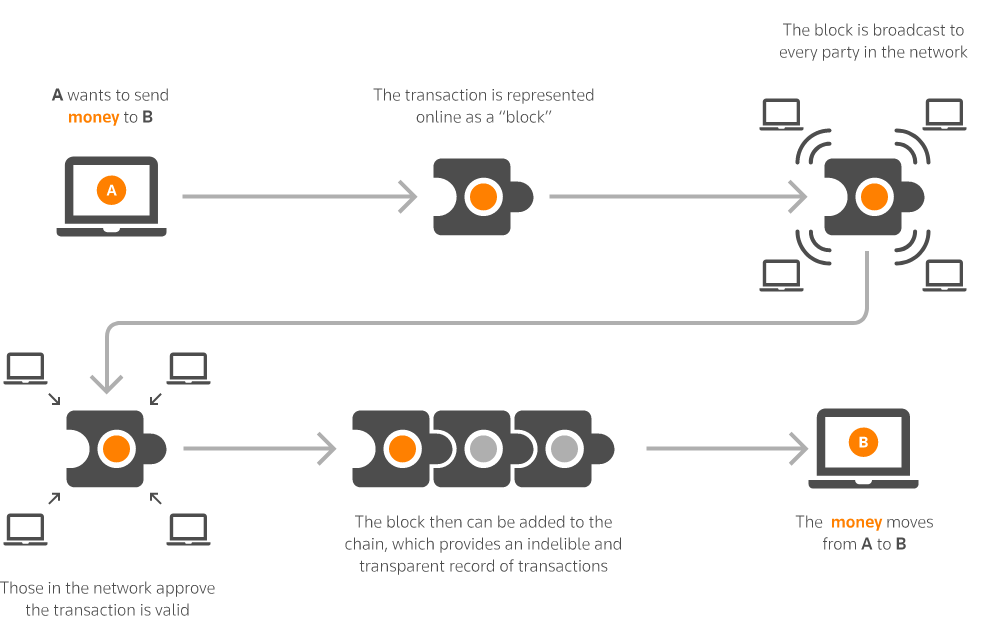 A wants to send
money to B
A
The transaction is represented
online as a “block”
The block is broadcast to
every party in the network
Those in the network approve
the transaction is valid
The block then can be added to the
chain, which provides an indelible and
transparent record of transactions
B
The money moves
from A to B